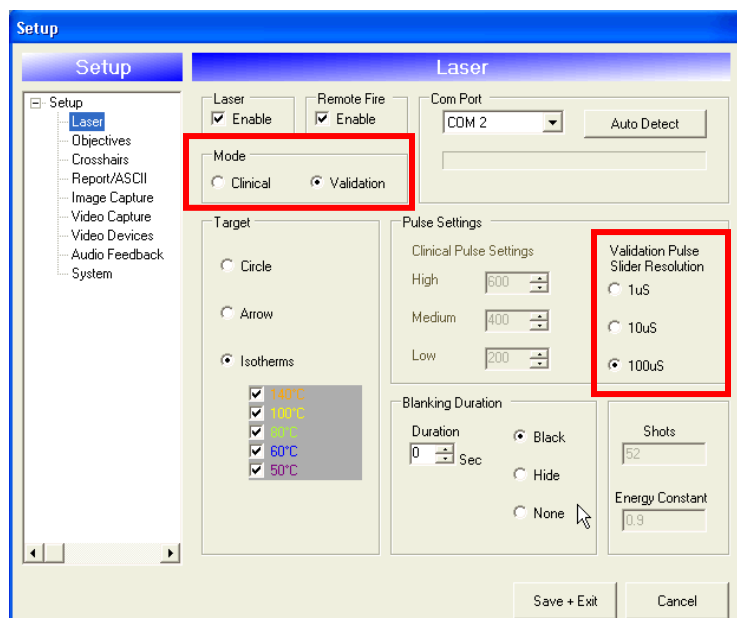 Setup
Setup
Laser
Setup
Laser
Objectives
Crosshairs
Report/ASCII
Image Capture
Video Capture
Video Devices
Audio Feedback
System
Laser
Enable
Remote Fire
Enable
Com Port
COM 2
Auto Detect
Mode
Clinical
Validation
Target
Circle
Arrow
Isotherms
140°C
100°C
80°C
60°C
50°C
Pulse Settings
Clinical Pulse Settings
High
600
Medium
400
Low
200
Validation Pulse
Slider Resolution
1uS
10uS
100uS
Blanking Duration
Duration
0
Sec
Black
Hide
None
Shots
52
Energy Constant
0.9
Save + Exit
Cancel